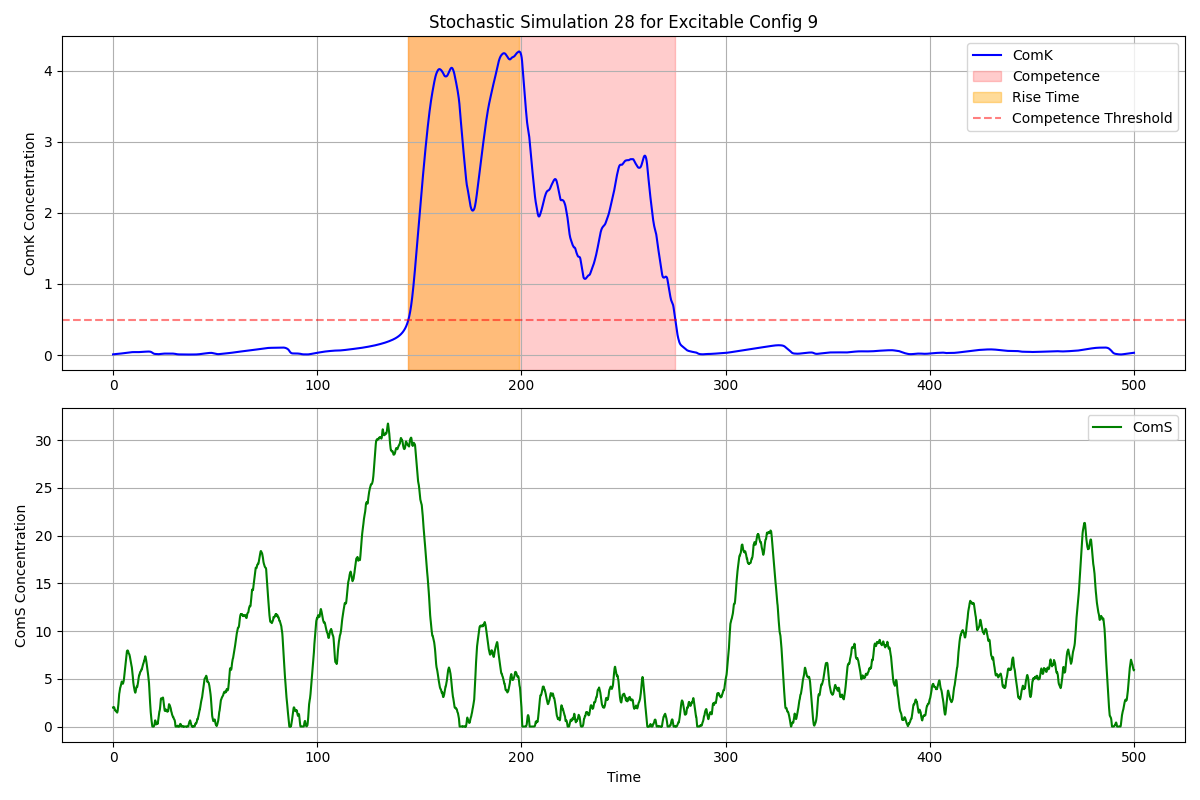 Stochastic Simulation 28 for Excitable Config 9
ComK Concentration
4
3
2
1
0
ComK
Competence
Rise Time
Competence Threshold
0 100 200 300 400 500
ComS Concentration
30
25
20
15
10
5
0
ComS
0 100 200 300 400 500
Time